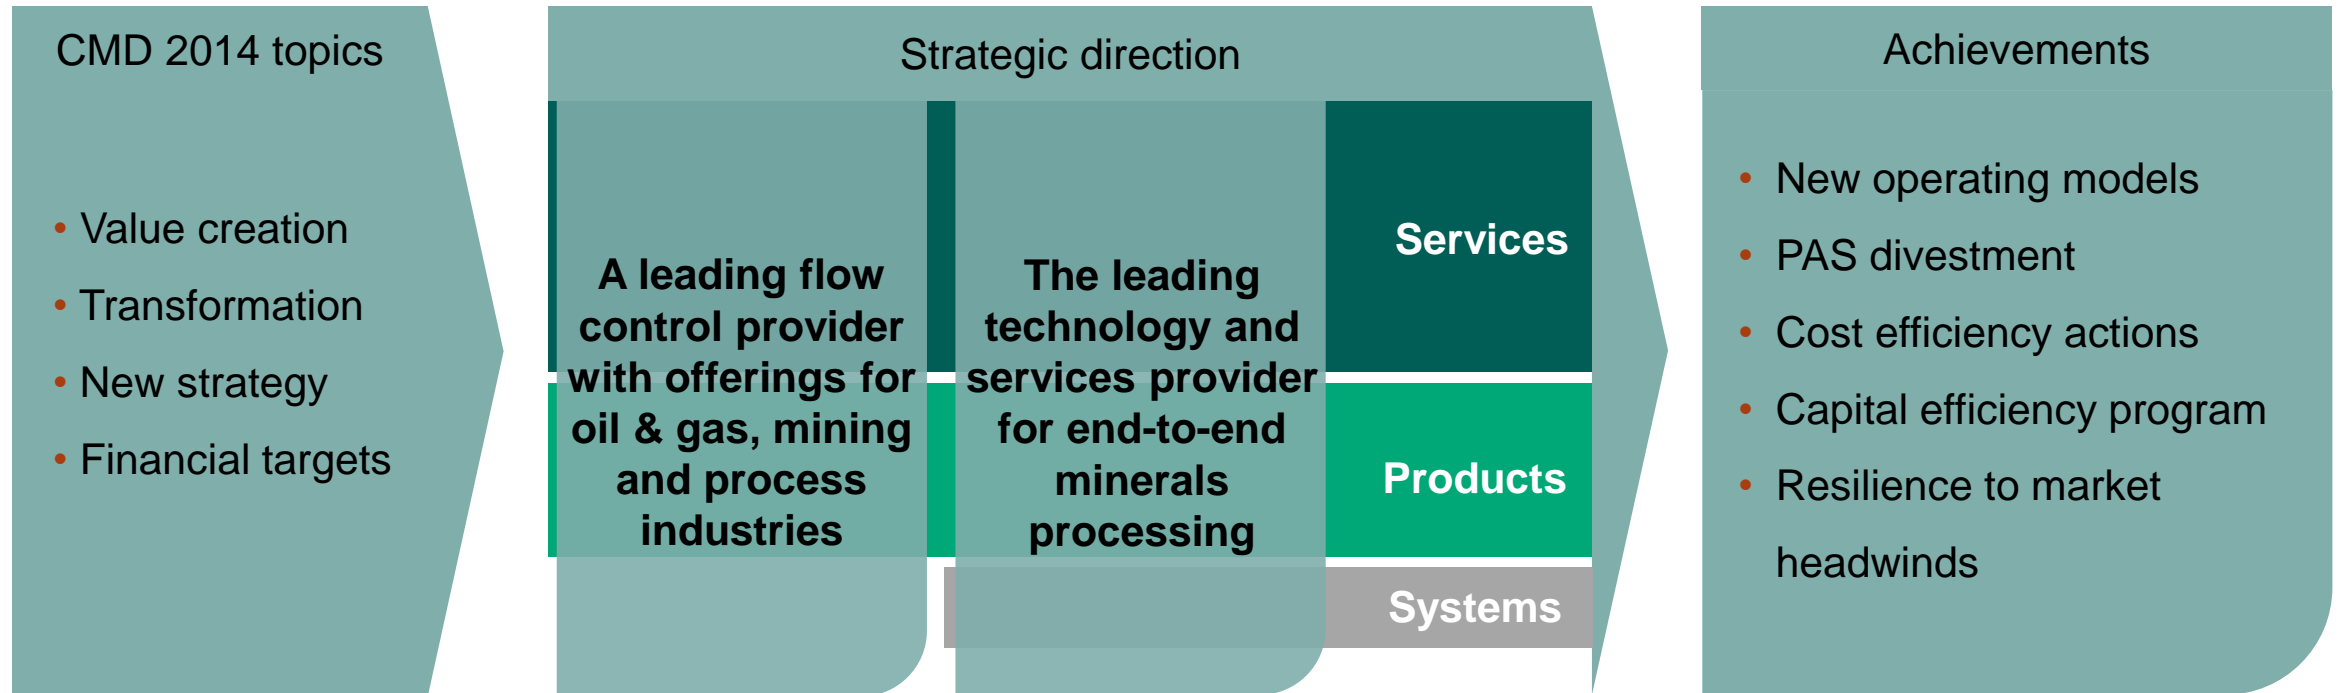 CMD 2014 topics
• Value creation
• Transformation
• New strategy
• Financial targets
Strategic direction
A leading flow
control provider
with offerings for
oil & gas, mining
and process
industries
The leading
technology and
services provider
for end-to-end
minerals
processing
Services
Products
Systems
Achievements
• New operating models
• PAS divestment
• Cost efficiency actions
• Capital efficiency program
• Resilience to market
headwinds